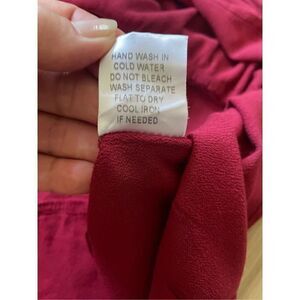 HAND WASH IN
COLD WATER
DO NOT BLEACH
WASH SEPARATE
FLAT TO DRY
COOL IRON
IF NEEDED